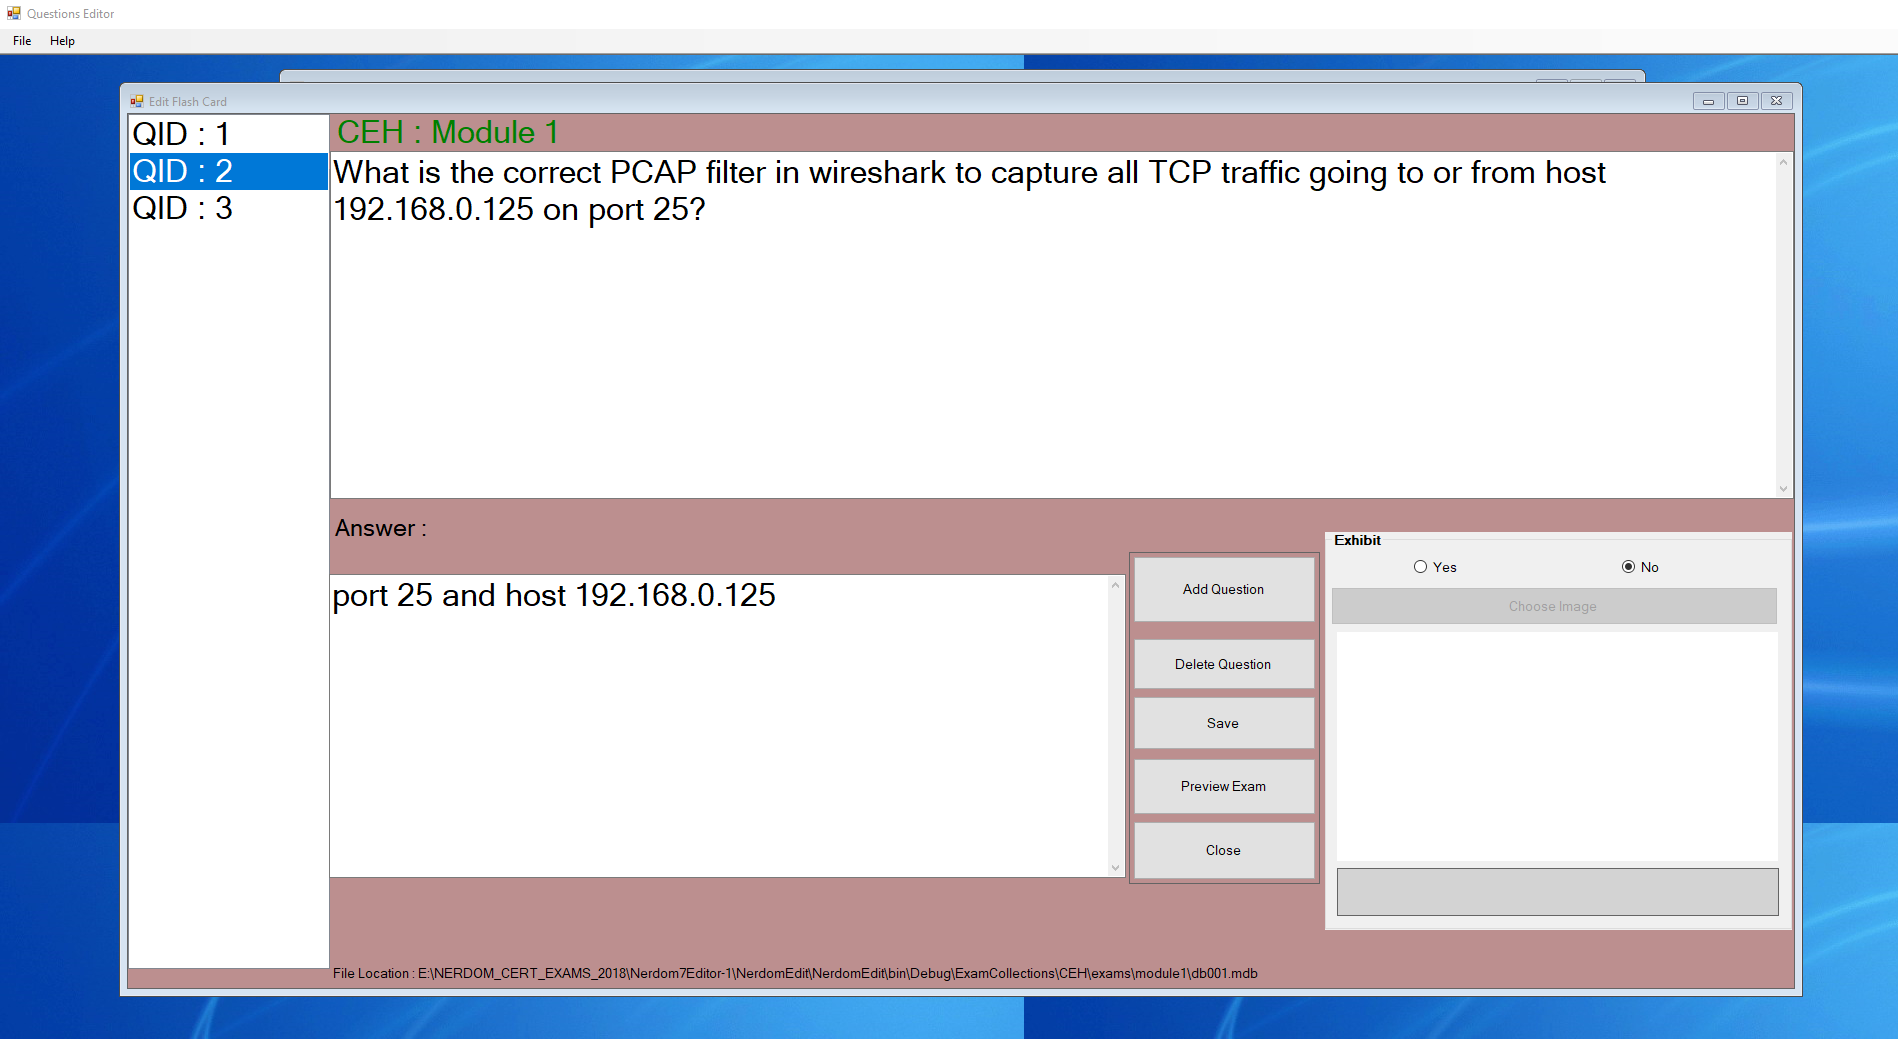 Questions Editor
File Help
Edit Flash Card
QID : 1
QID : 2
QID : 3
CEH : Module 1
What is the correct PCAP filter in wireshark to capture all TCP traffic going to or from host
192.168.0.125 on port 25?
Answer :
port 25 and host 192.168.0.125
Add Question
Delete Question
Save
Preview Exam
Close
Exhibit
Yes No
Choose Image
File Location : E:\NERDOM_CERT_EXAMS_2018\Nerdom7Editor-1\NerdomEdit\NerdomEdit\bin\Debug\ExamCollections\CEH\exams\module1\db001.mdb